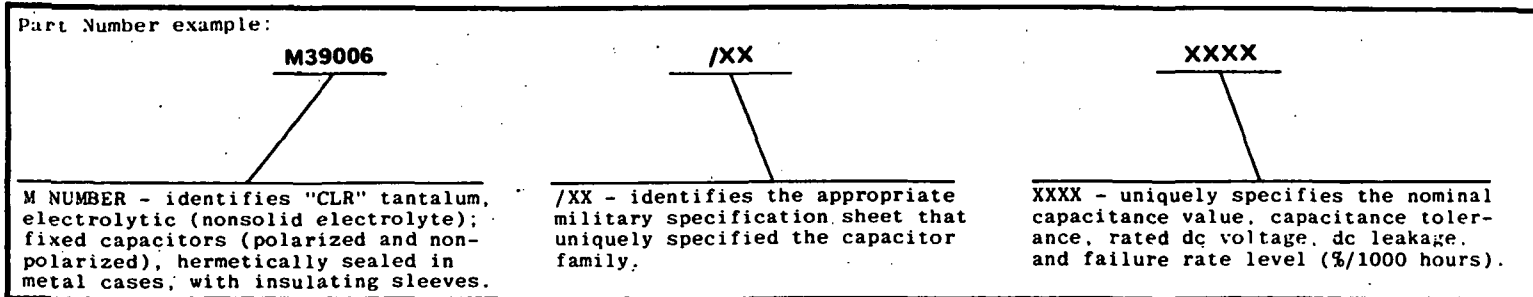 Part Number example:
M39006 /XX XXXX
M NUMBER - identifies "CLR" tantalum,
electrolytic (nonsolid electrolyte);
fixed capacitors (polarized and non-
polarized), hermetically sealed in
metal cases, with insulating sleeves.
/XX - identifies the appropriate
military specification sheet that
uniquely specified the capacitor
family.
XXXX - uniquely specifies the nominal
capacitance value, capacitance toler-
ance, rated dc voltage, dc leakage,
and failure rate level (%/1000 hours).